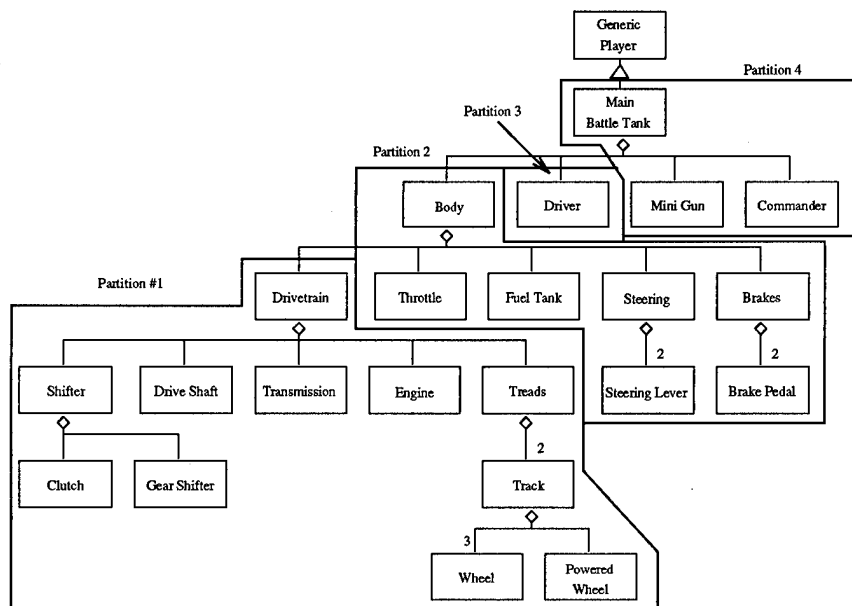 Generic
Player
Partition 4
Main
Battle Tank
Partition 3
Partition 2
Body
Driver
Mini Gun
Commander
Partition #1
Drivetrain
Throttle
Fuel Tank
Steering
Brakes
2
2
Shifter
Drive Shaft
Transmission
Engine
Treads
Steering Lever
Brake Pedal
2
Clutch
Gear Shifter
Track
3
Wheel
Powered
Wheel